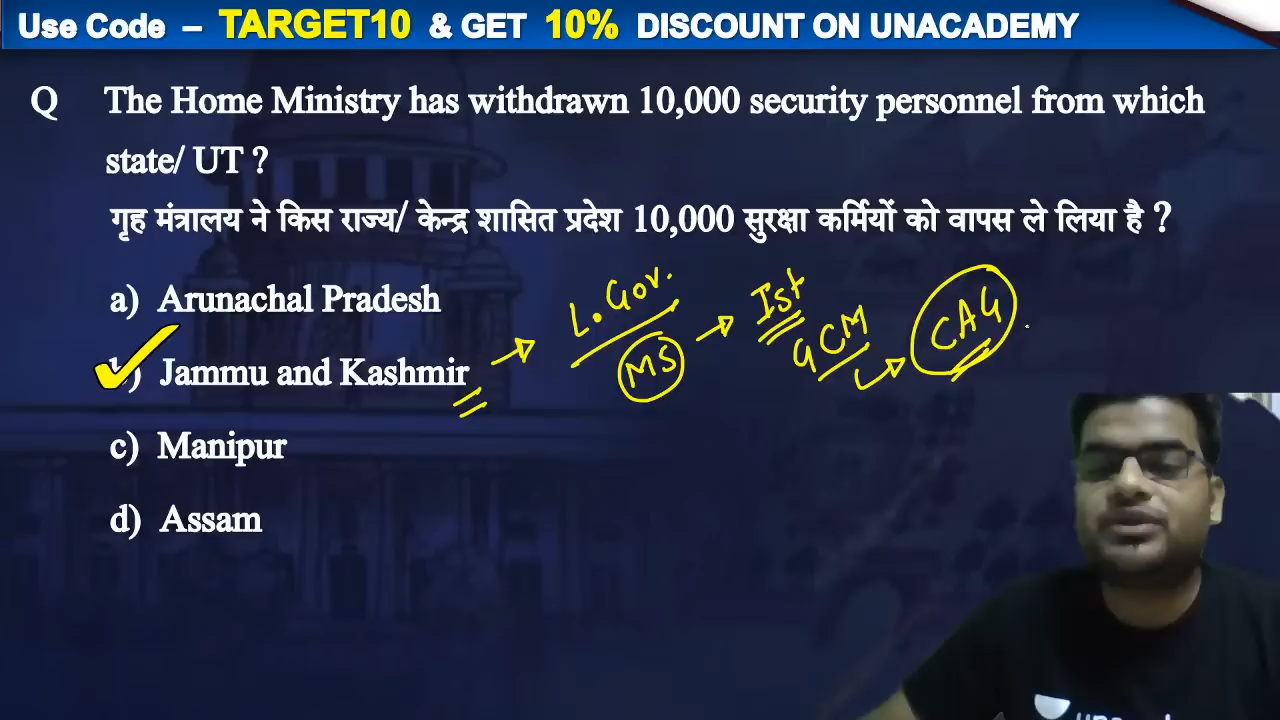 Use Code – TARGET10 & GET 10% DISCOUNT ON UNACADEMY
Q The Home Ministry has withdrawn 10,000 security personnel from which
state/ UT ?
गृह मंत्रालय ने किस राज्य/ केन्द्र शासित प्रदेश 10,000 सुरक्षा कर्मियों को वापस ले लिया है ?
a) Arunachal Pradesh
L. Gov.
Ist
CAG
b) Jammu and Kashmir
MS
GCM
c) Manipur
d) Assam